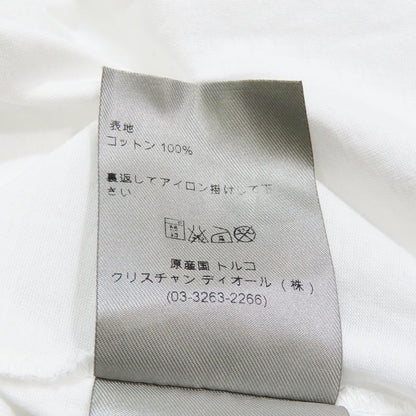 表地
コットン 100%
裏返してアイロン掛けして下
さい
原産国 トルコ
クリスチャン ディオール (株)
(03-3263-2266)